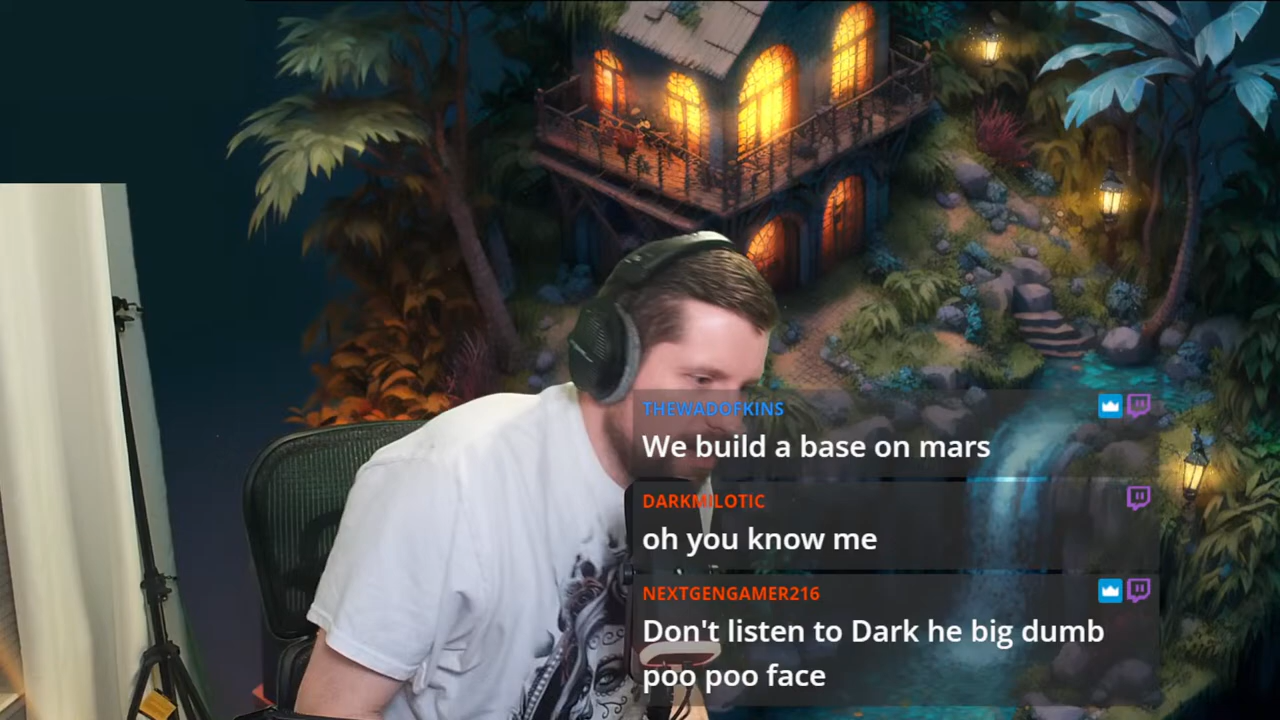 THEWADOFKINS
We build a base on mars
DARKMILOTIC
oh you know me
NEXTGENGAMER216
Don't listen to Dark he big dumb
poo poo face